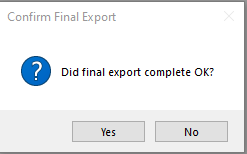 Confirm Final Export
Did final export complete OK?
Yes
No